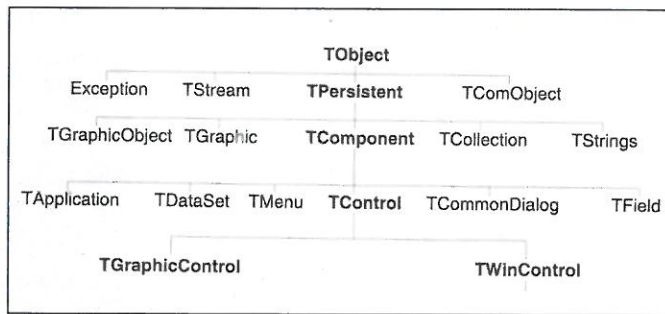 TObject
Exception TStream TPersistent TComObject
TGraphicObject TGraphic TComponent TCollection TStrings
TApplication TDataSet TMenu TControl TCommonDialog TField
TGraphicControl TWinControl